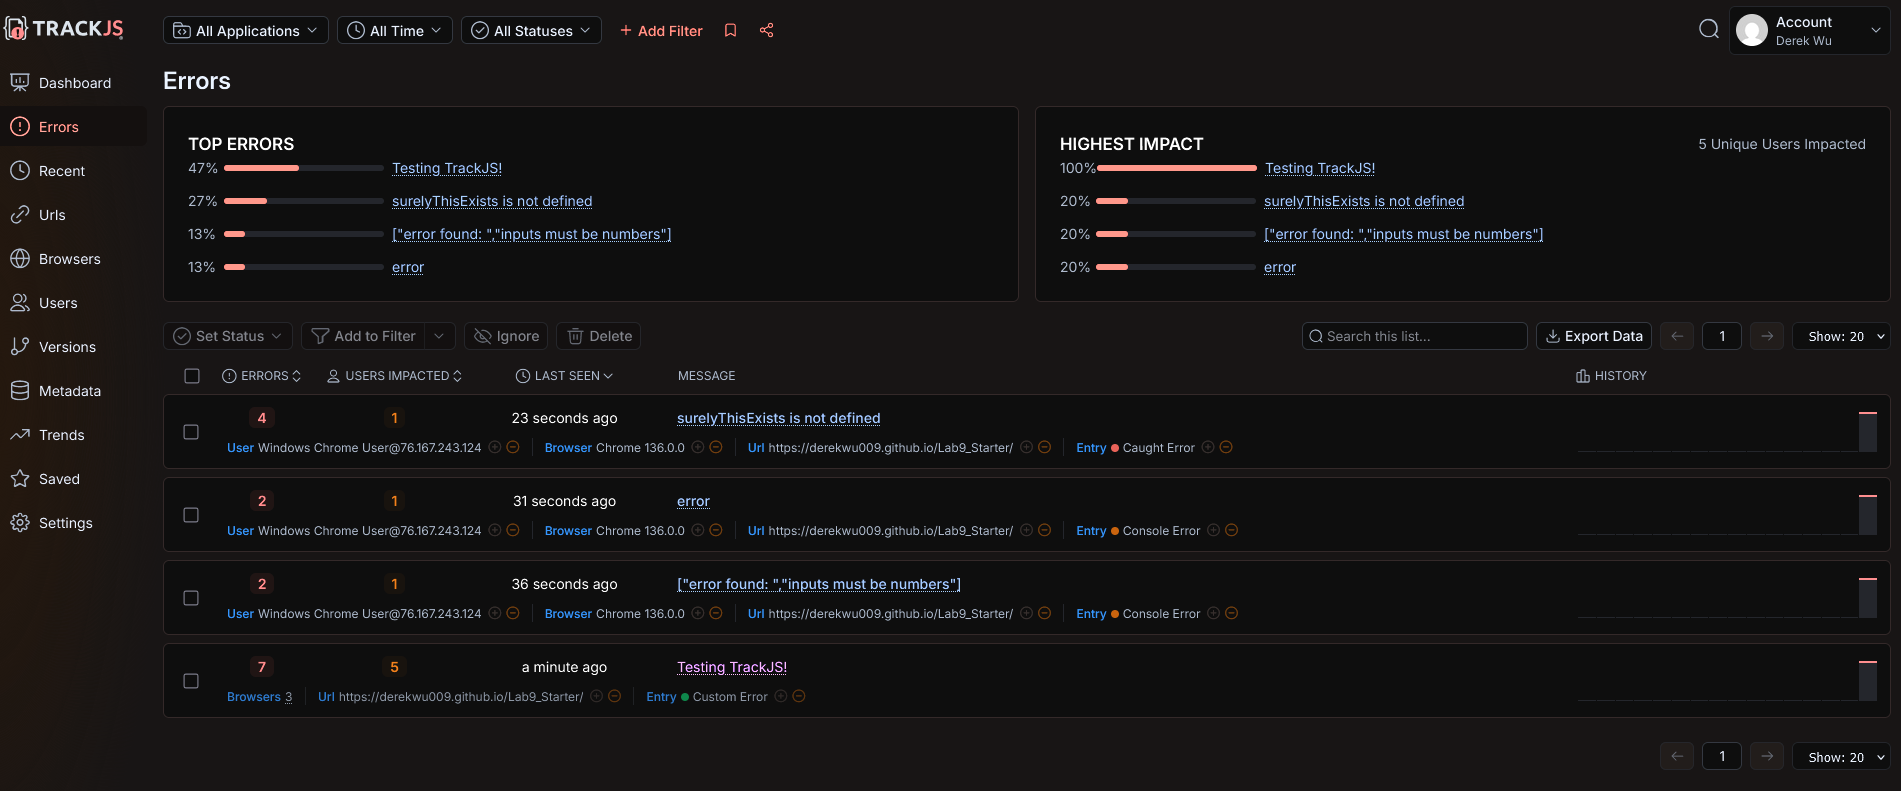 TRACKJS
All Applications
All Time
All Statuses
+ Add Filter
Account
Derek Wu
Dashboard
Errors
Recent
Urls
Browsers
Users
Versions
Metadata
Trends
Saved
Settings
Errors
TOP ERRORS
47% Testing TrackJS!
27% surelyThisExists is not defined
13% ["error found: ","inputs must be numbers"]
13% error
HIGHEST IMPACT
5 Unique Users Impacted
100% Testing TrackJS!
20% surelyThisExists is not defined
20% ["error found: ","inputs must be numbers"]
20% error
Set Status Add to Filter Ignore Delete Search this list... Export Data 1 Show: 20
ERRORS USERS IMPACTED LAST SEEN MESSAGE HISTORY
4 1 23 seconds ago surelyThisExists is not defined
User Windows Chrome User@76.167.243.124 Browser Chrome 136.0.0 Url https://derekwu009.github.io/Lab9_Starter/ Entry Caught Error
2 1 31 seconds ago error
User Windows Chrome User@76.167.243.124 Browser Chrome 136.0.0 Url https://derekwu009.github.io/Lab9_Starter/ Entry Console Error
2 1 36 seconds ago ["error found: ","inputs must be numbers"]
User Windows Chrome User@76.167.243.124 Browser Chrome 136.0.0 Url https://derekwu009.github.io/Lab9_Starter/ Entry Console Error
7 5 a minute ago Testing TrackJS!
Browsers 3 Url https://derekwu009.github.io/Lab9_Starter/ Entry Custom Error
1 Show: 20